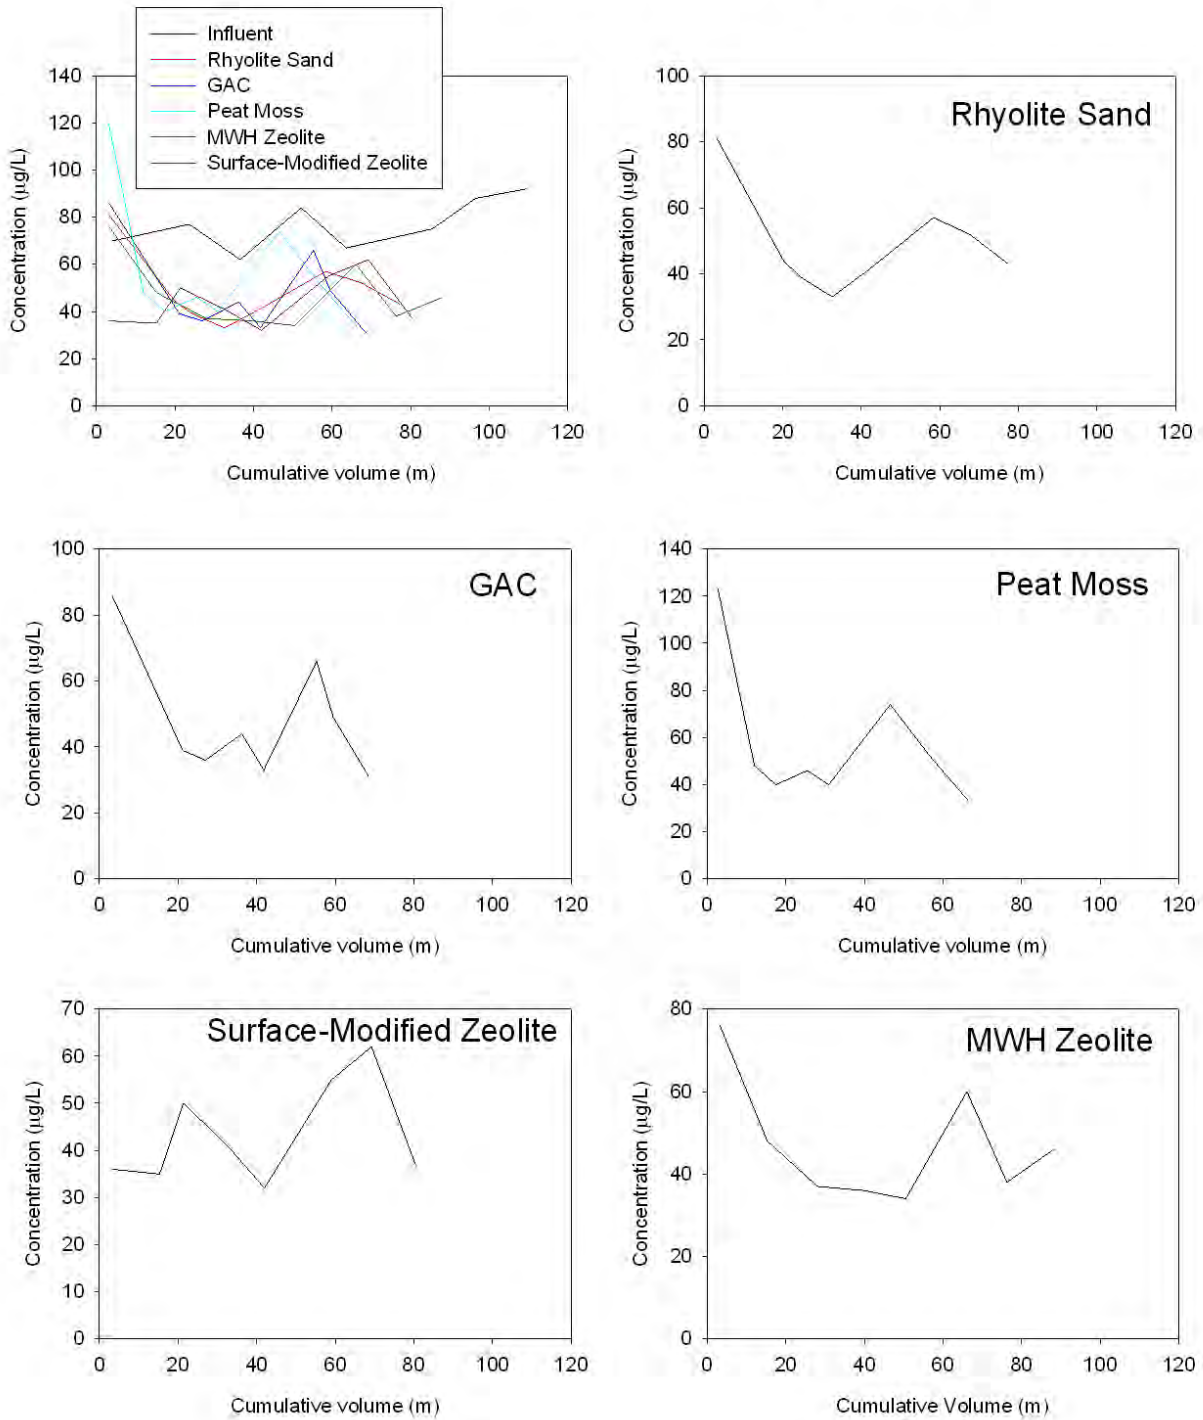 Influent
Rhyolite Sand
GAC
Peat Moss
MWH Zeolite
Surface-Modified Zeolite
140
120
100
80
60
40
20
0
Concentration (µg/L)
0 20 40 60 80 100 120
Cumulative volume (m)
Rhyolite Sand
100
80
60
40
20
0
Concentration (µg/L)
0 20 40 60 80 100 120
Cumulative volume (m)
GAC
100
80
60
40
20
0
Concentration (µg/L)
0 20 40 60 80 100 120
Cumulative volume (m)
Peat Moss
140
120
100
80
60
40
20
0
Concentration (µg/L)
0 20 40 60 80 100 120
Cumulative volume (m)
Surface-Modified Zeolite
70
60
50
40
30
20
10
0
Concentration (µg/L)
0 20 40 60 80 100 120
Cumulative volume (m)
MWH Zeolite
80
60
40
20
0
Concentration (µg/L)
0 20 40 60 80 100 120
Cumulative Volume (m)